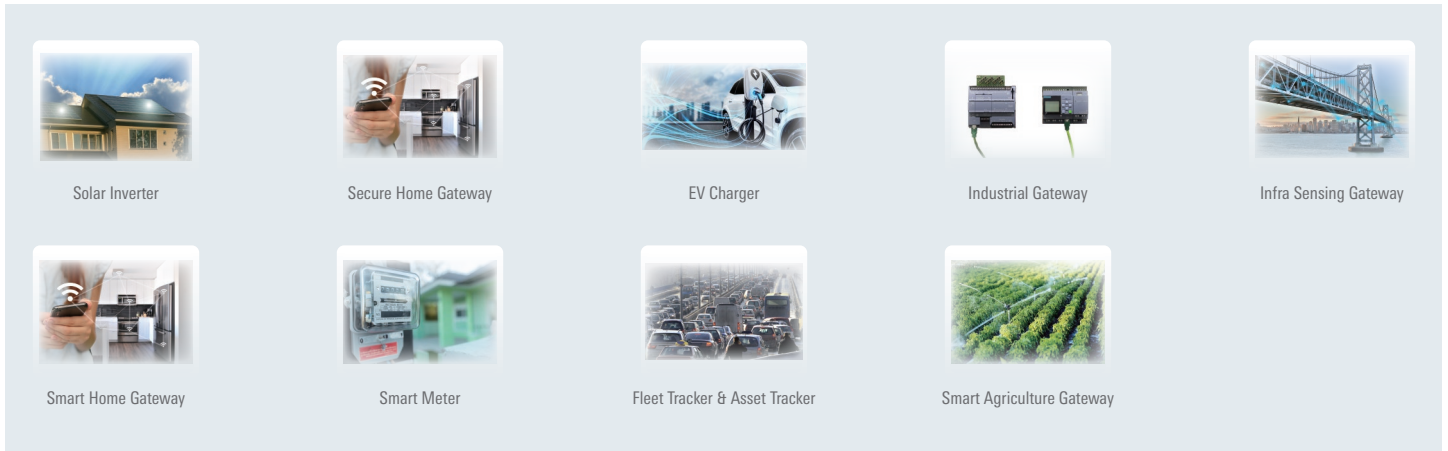 Solar Inverter
Secure Home Gateway
EV Charger
Industrial Gateway
Infra Sensing Gateway
Smart Home Gateway
Smart Meter
Fleet Tracker & Asset Tracker
Smart Agriculture Gateway